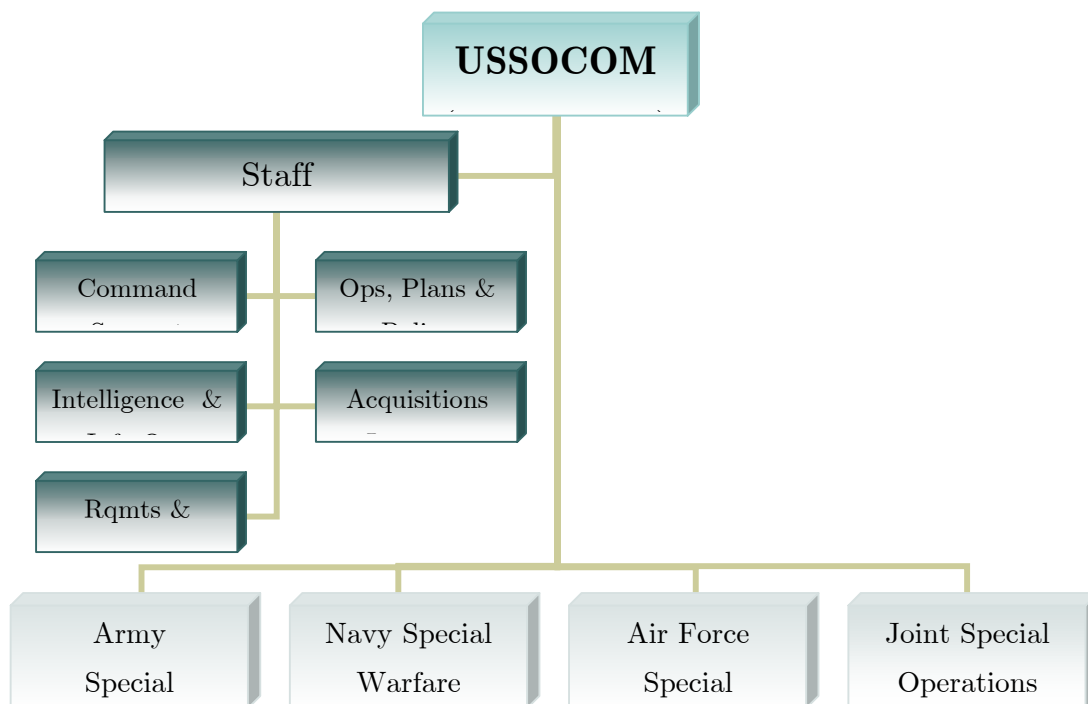 USSOCOM
Staff
Command
Ops, Plans &
Intelligence &
Acquisitions
Rqmts &
Army
Special
Navy Special
Warfare
Air Force
Special
Joint Special
Operations